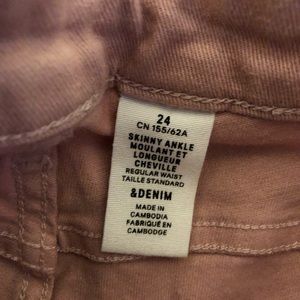 24
CN 155/62A
SKINNY ANKLE
MOULANT ET
LONGUEUR
CHEVILLE
REGULAR WAIST
TAILLE STANDARD
&DENIM
MADE IN
CAMBODIA
FABRIQUÉ EN
CAMBODGE